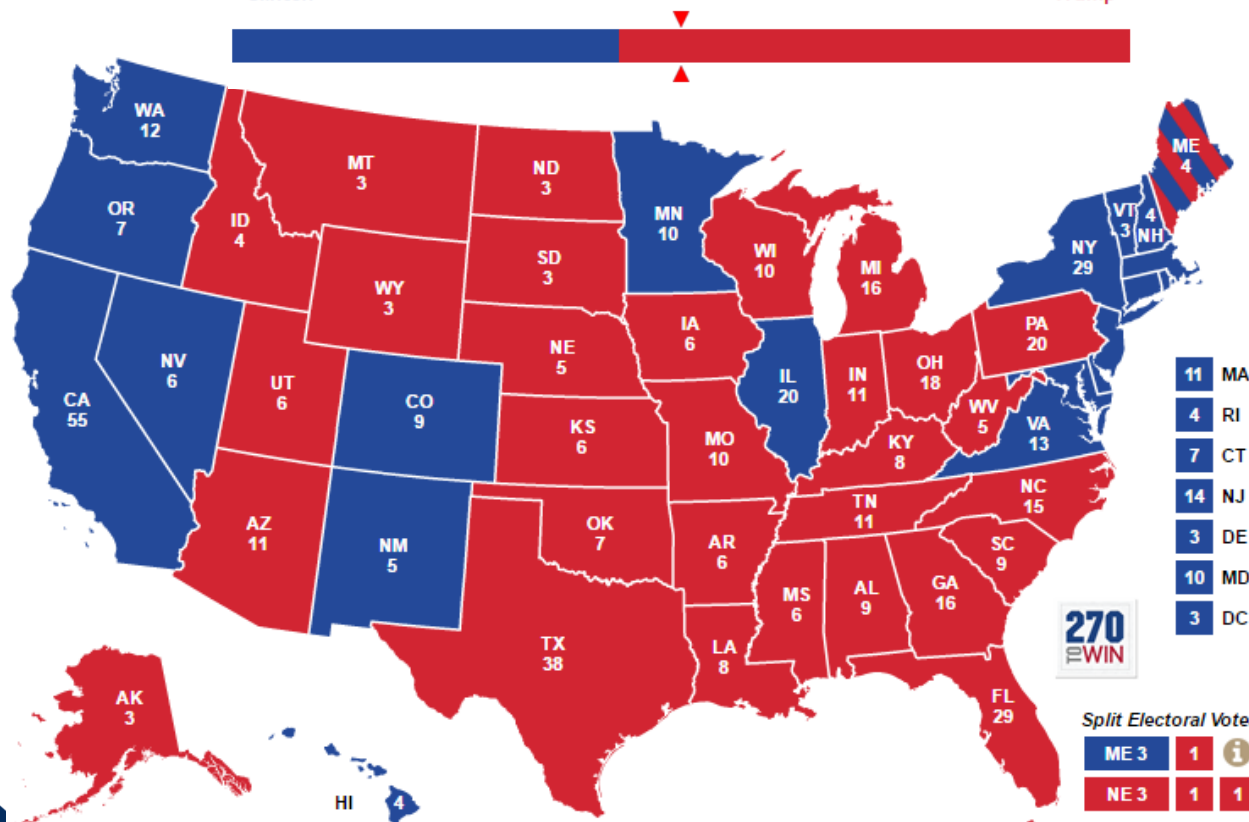 WA
12
MT
3
ND
3
ME
4
OR
7
ID
4
MN
10
VT
3
4
NH
SD
3
WI
10
NY
29
WY
3
MI
16
IA
6
PA
20
NE
5
NV
6
UT
6
IL
20
IN
11
OH
18
11 MA
CA
55
CO
9
WV
5
4 RI
KS
6
MO
10
KY
8
VA
13
7 CT
NC
15
14 NJ
TN
11
AZ
11
OK
7
AR
6
SC
9
3 DE
NM
5
MS
6
AL
9
GA
16
10 MD
TX
38
LA
8
270
TO WIN
3 DC
AK
3
FL
29
Split Electoral Vote
ME 3 1 i
HI 4
NE 3 1 1